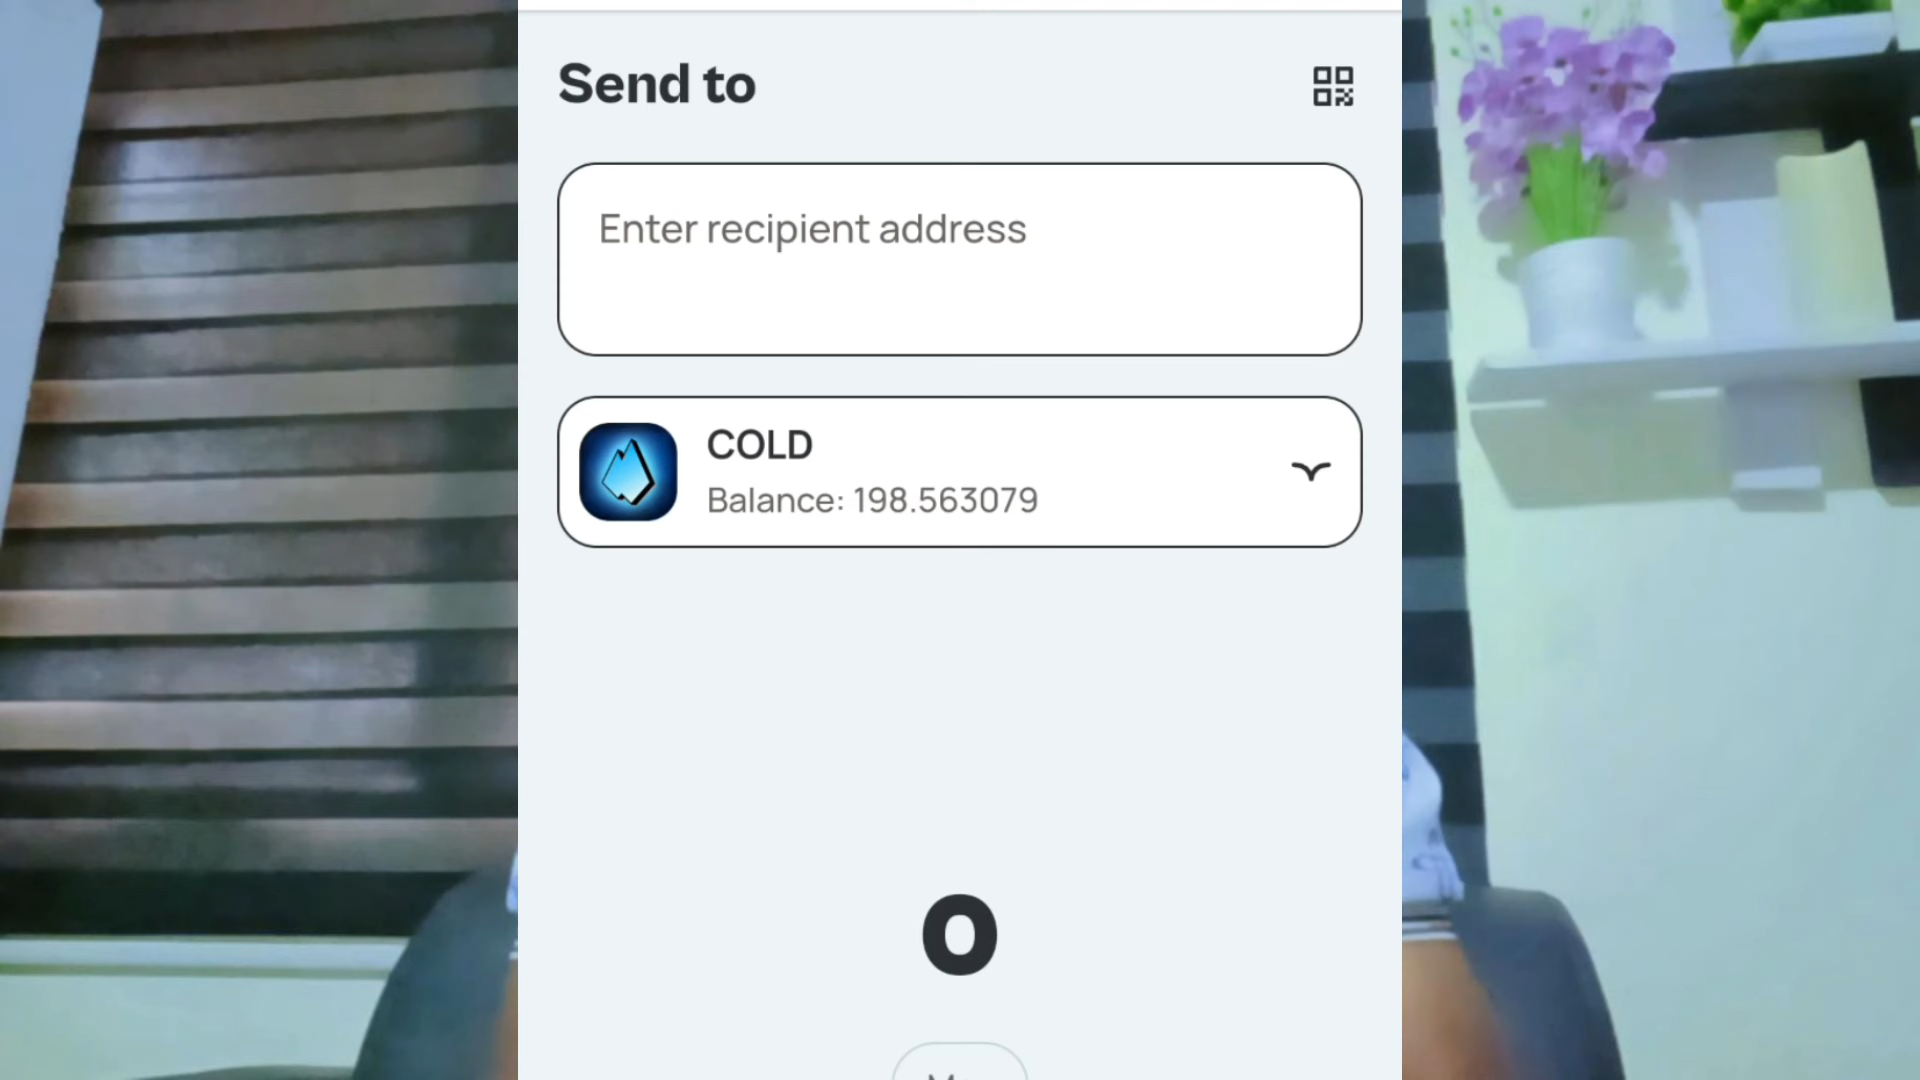 Send to
Enter recipient address
COLD
Balance: 198.563079
0